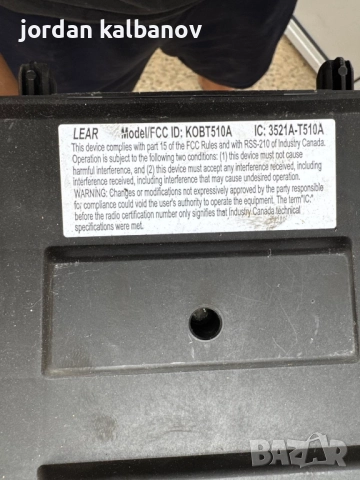 jordan kalbanov
LEAR Model/FCC ID: KOBT510A IC: 3521A-T510A
This device complies with part 15 of the FCC Rules and with RSS-210 of Industry Canada.
Operation is subject to the following two conditions: (1) this device must not cause
harmful interference, and (2) this device must accept any interference received,
including interference, including interference that may cause undesired operation.
WARNING: Changes or modifications not expressively approved by the party responsible
for compliance could void the user's authority to operate the equipment. The term"IC:"
before the radio certification number only signifies that Industry Canada technical
specifications were met.
BAZAR
bg